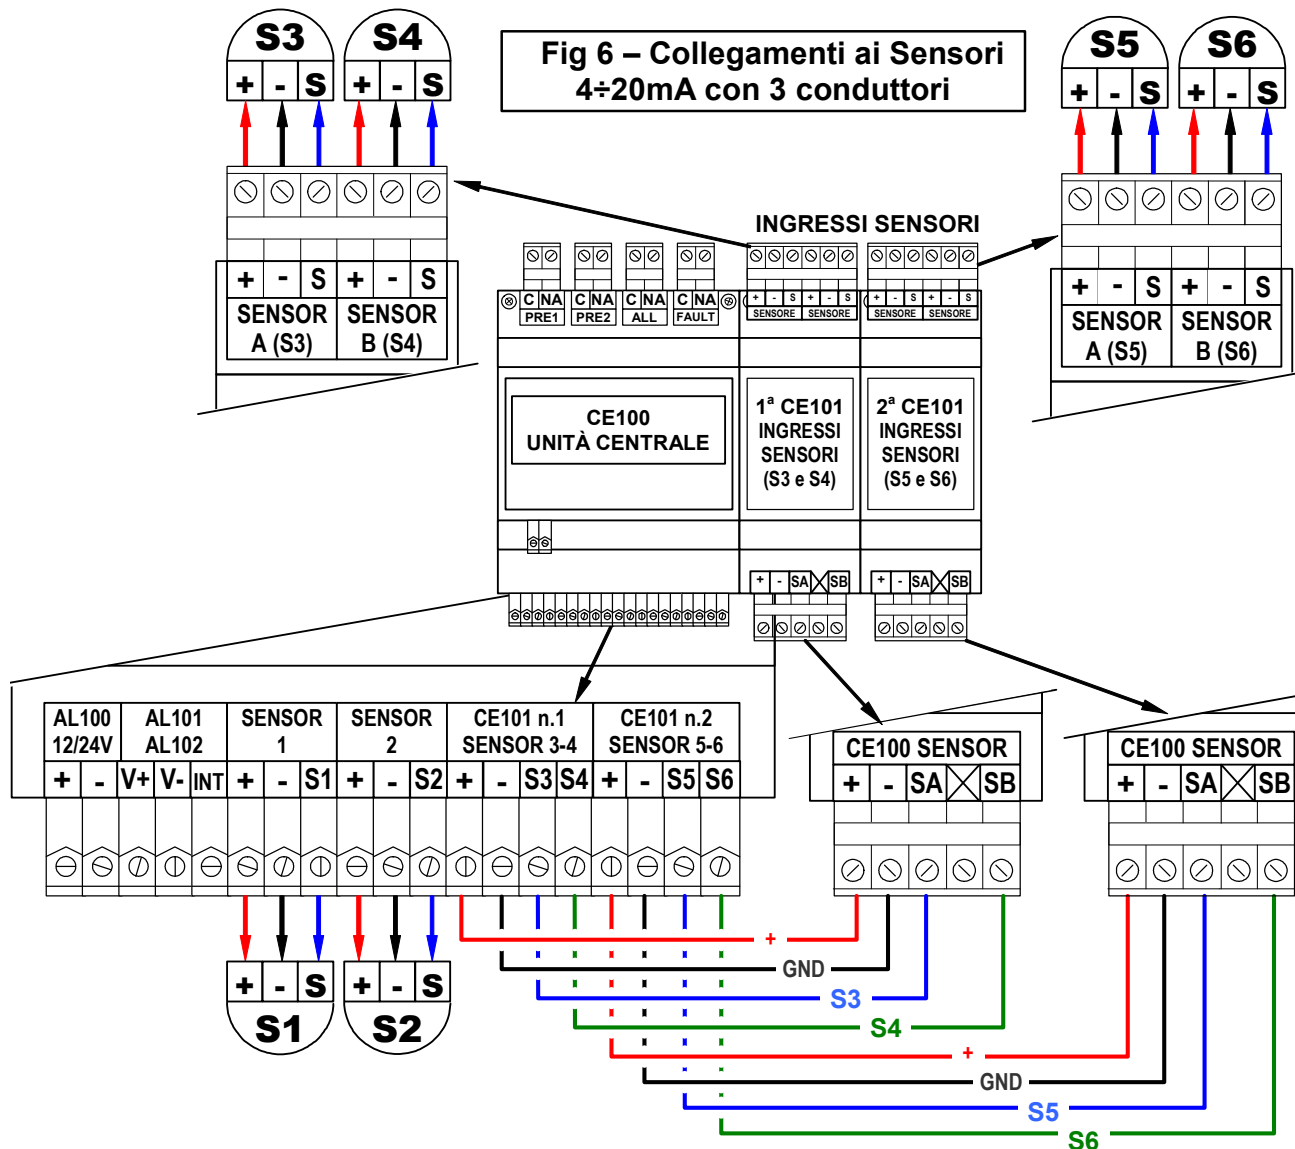 S3 S4
+ - S + - S
Fig 6 – Collegamenti ai Sensori
4÷20mA con 3 conduttori
S5 S6
+ - S + - S
INGRESSI SENSORI
+ - S + - S
SENSOR
A (S3)
SENSOR
B (S4)
+ - S + - S
SENSOR
A (S5)
SENSOR
B (S6)
C NA C NA C NA C NA
PRE1 PRE2 ALL FAULT
+ - S + - S
SENSORE SENSORE
+ - S + - S
SENSORE SENSORE
CE100
UNITÀ CENTRALE
1ª CE101
INGRESSI
SENSORI
(S3 e S4)
2ª CE101
INGRESSI
SENSORI
(S5 e S6)
+ - SA SB
+ - SA SB
AL100
12/24V
AL101
AL102
SENSOR
1
SENSOR
2
CE101 n.1
SENSOR 3-4
CE101 n.2
SENSOR 5-6
+ - V+ V- INT + - S1 + - S2 + - S3 S4 + - S5 S6
CE100 SENSOR
+ - SA SB
CE100 SENSOR
+ - SA SB
+ - S + - S
S1 S2
+
GND
S3
S4
+
GND
S5
S6